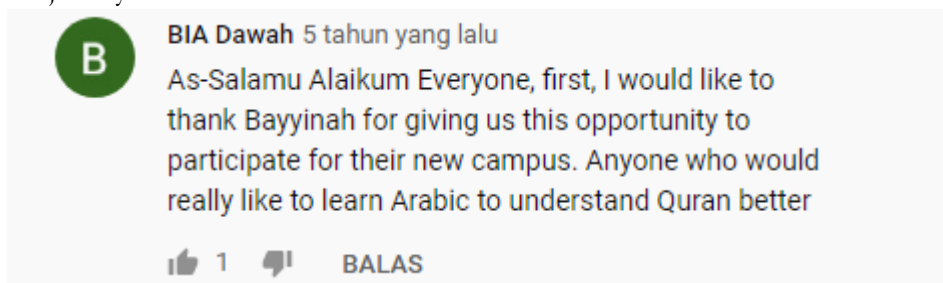 B
BIA Dawah 5 tahun yang lalu
As-Salamu Alaikum Everyone, first, I would like to
thank Bayyinah for giving us this opportunity to
participate for their new campus. Anyone who would
really like to learn Arabic to understand Quran better
1 BALAS